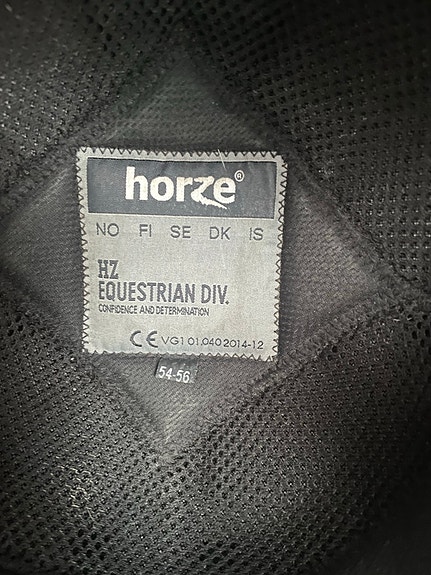 horze®
NO FI SE DK IS
HZ
EQUESTRIAN DIV.
CONFIDENCE AND DETERMINATION
CE VG1 01.040 2014-12
54-56